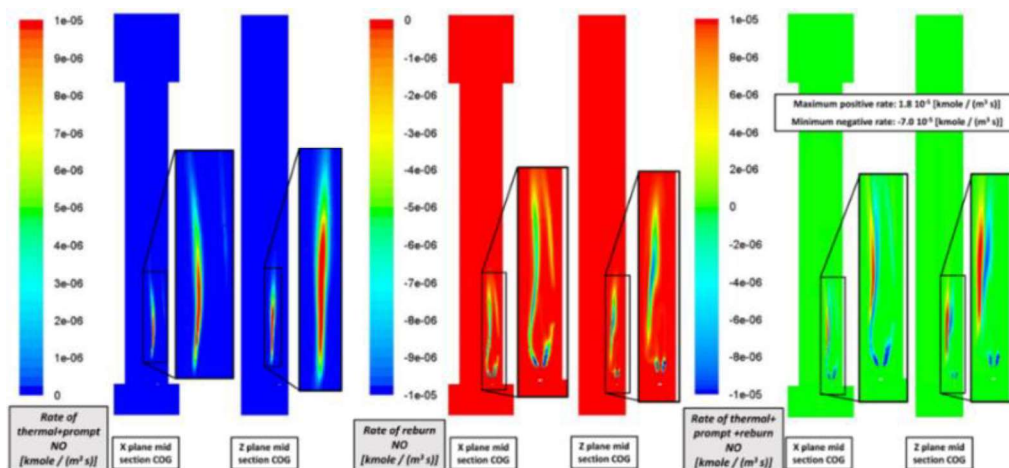 1e-05
9e-06
8e-06
7e-06
6e-06
5e-06
4e-06
3e-06
2e-06
1e-06
0
Rate of
thermal+prompt
NO
[kmole / (m³ s)]
X plane mid
section COG
Z plane mid
section COG
0
-1e-06
-2e-06
-3e-06
-4e-06
-5e-06
-6e-06
-7e-06
-8e-06
-9e-06
-1e-05
Rate of reburn
NO
[kmole / (m³ s)]
X plane mid
section COG
Z plane mid
section COG
1e-05
8e-06
6e-06
4e-06
2e-06
0
-2e-06
-4e-06
-6e-06
-8e-06
-1e-05
Rate of thermal+
prompt +reburn
NO
[kmole / (m³ s)]
Maximum positive rate: 1.8 10⁻⁵ [kmole / (m³ s)]
Minimum negative rate: -7.0 10⁻⁵ [kmole / (m³ s)]
X plane mid
section COG
Z plane mid
section COG